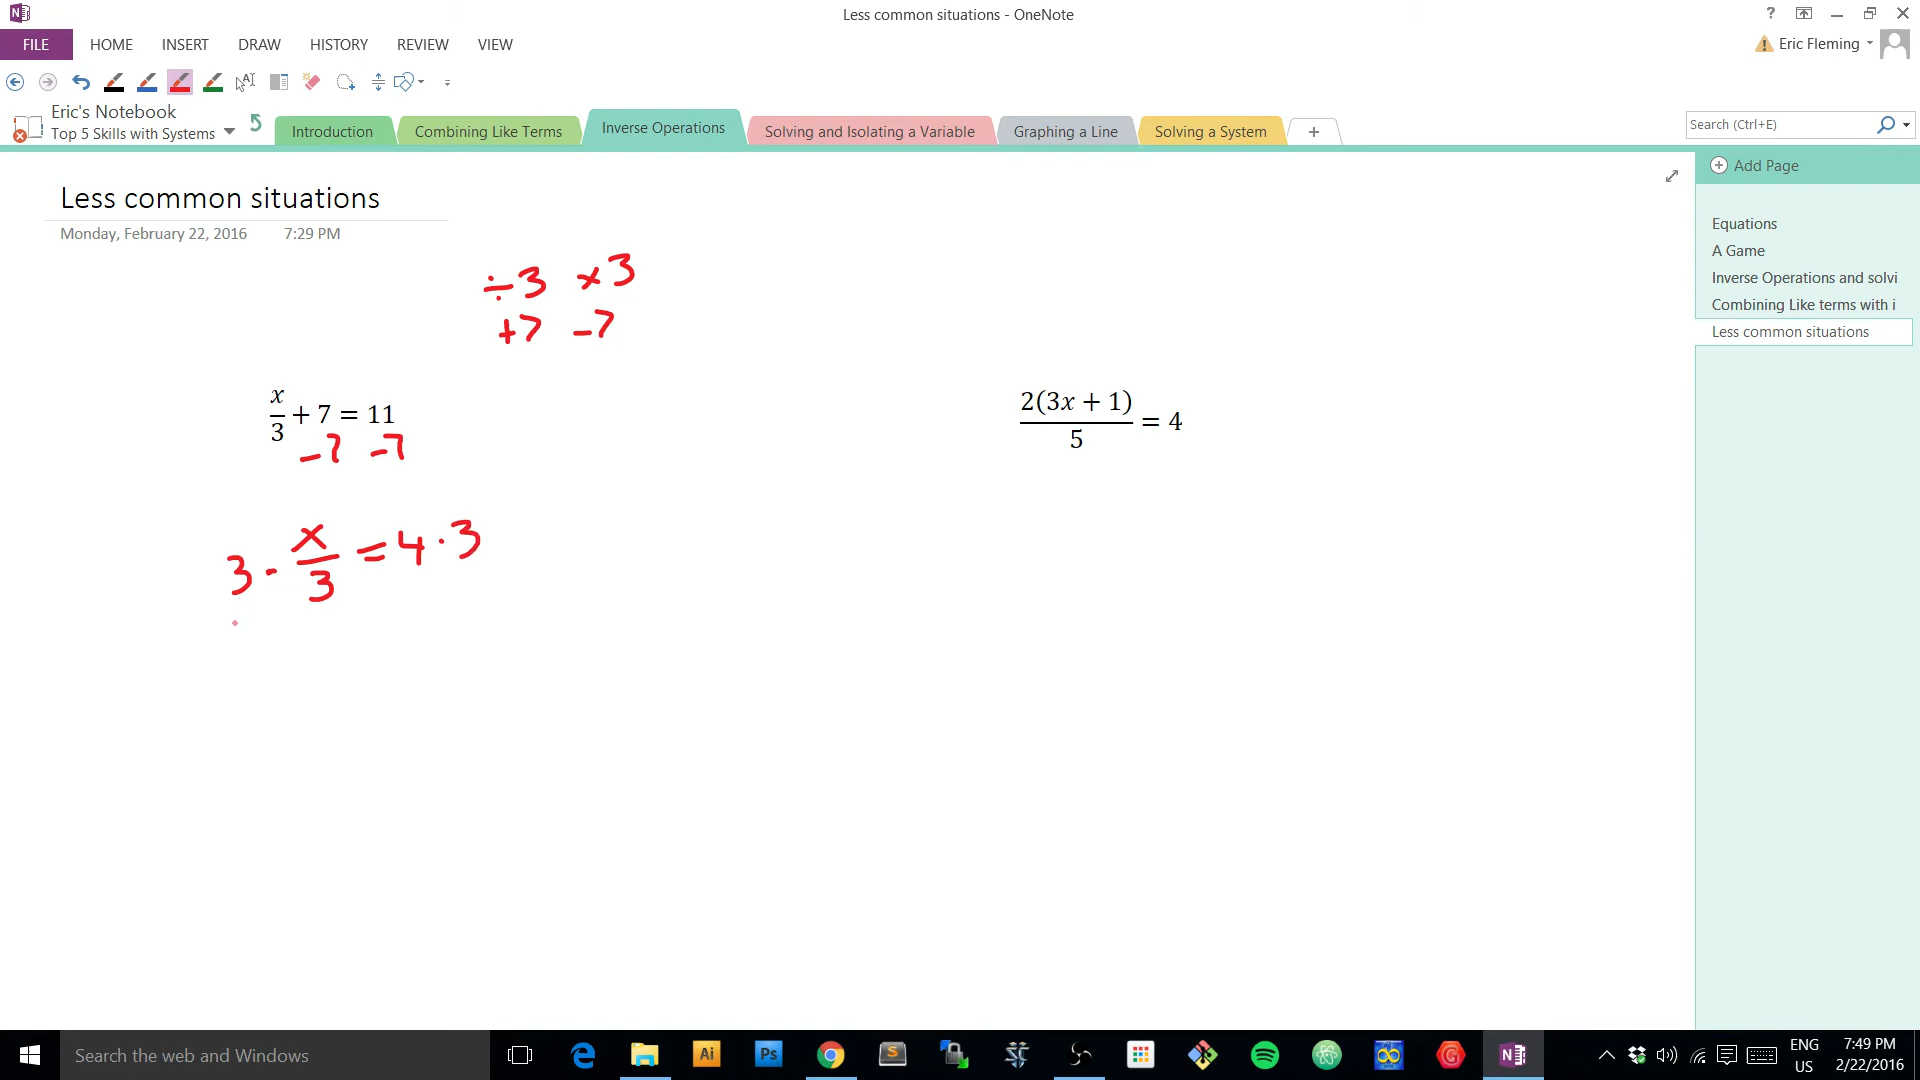 Less common situations - OneNote
?
FILE HOME INSERT DRAW HISTORY REVIEW VIEW
Eric Fleming
Eric's Notebook
Top 5 Skills with Systems
Introduction
Combining Like Terms
Inverse Operations
Solving and Isolating a Variable
Graphing a Line
Solving a System
+
Search (Ctrl+E)
Add Page
Equations
A Game
Inverse Operations and solvi
Combining Like terms with i
Less common situations
Less common situations
Monday, February 22, 2016 7:29 PM
÷3 ×3
+7 -7
x/3 + 7 = 11
-7 -7
3 · x/3 = 4 · 3
2(3x + 1)/5 = 4
Search the web and Windows
Ai
Ps
ENG
US
7:49 PM
2/22/2016